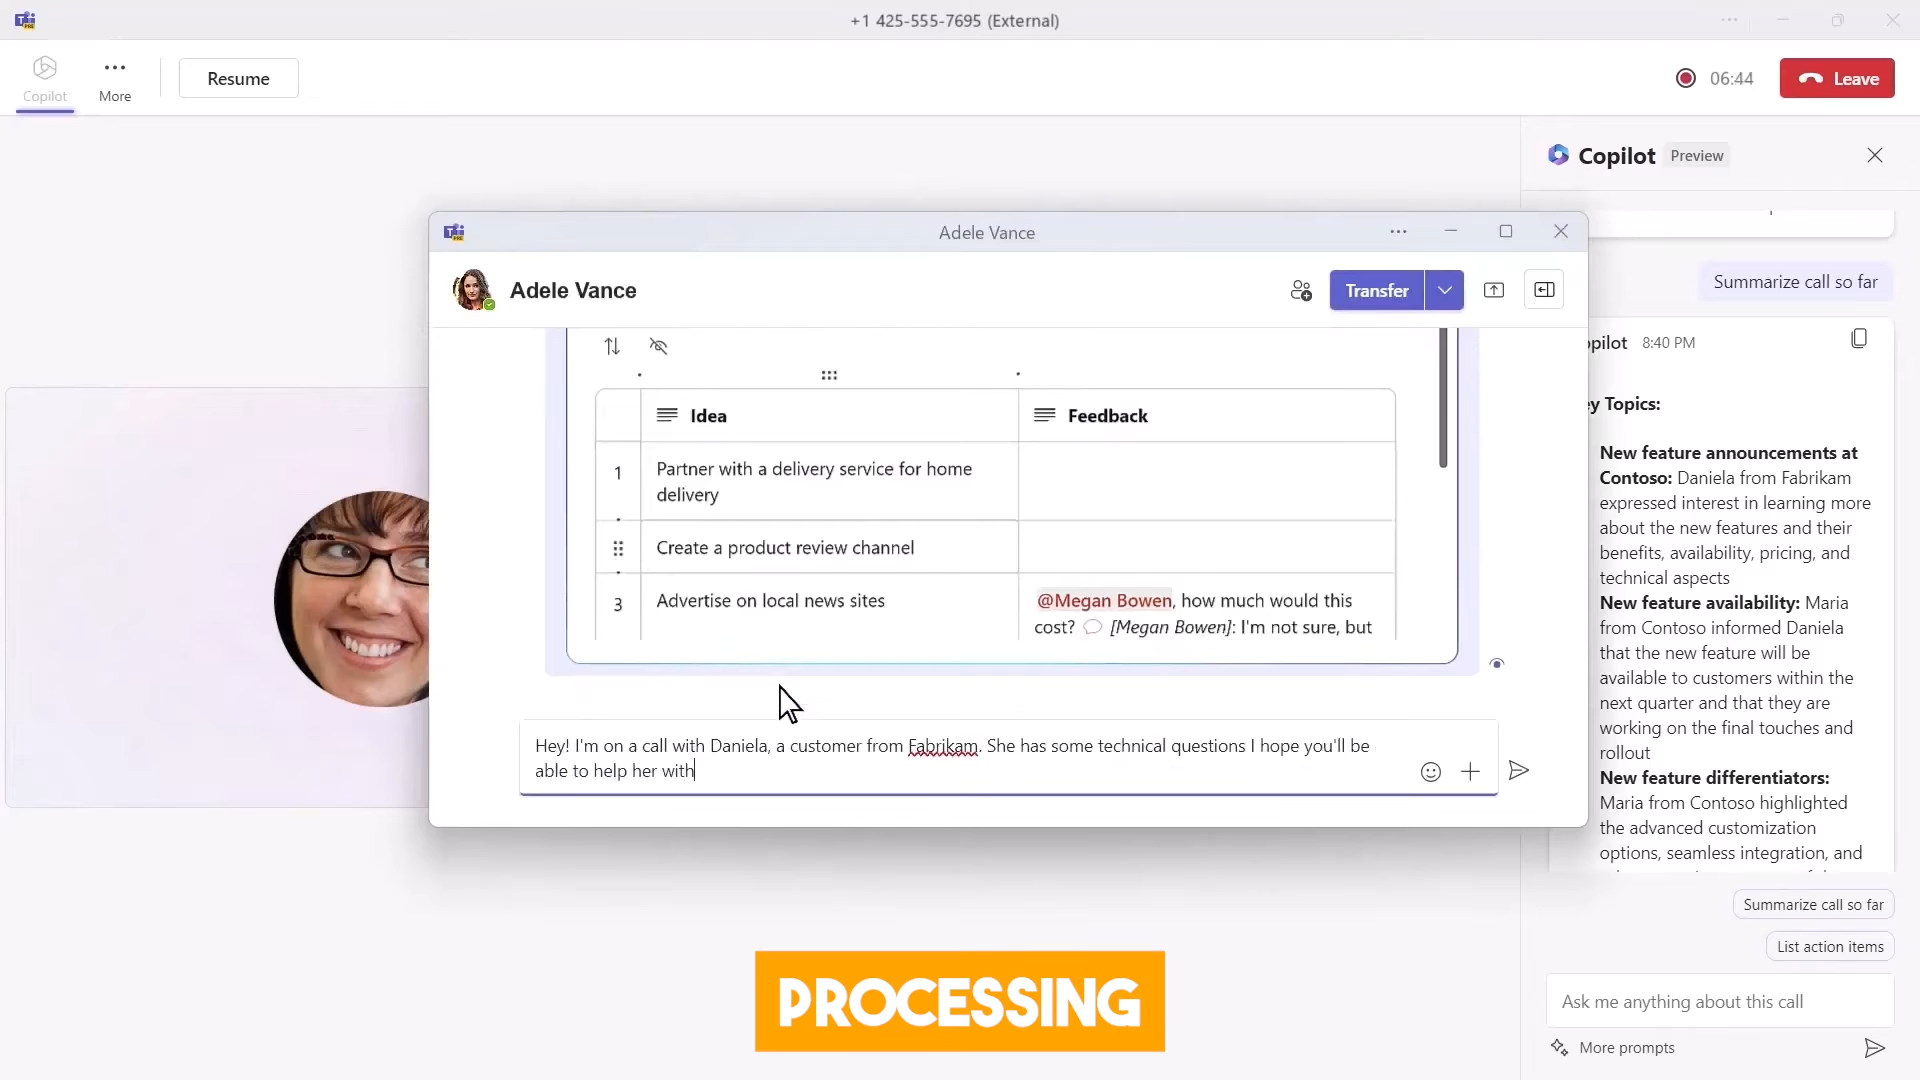 +1 425-555-7695 (External)
Copilot
More
Resume
06:44
Leave
Copilot Preview
Summarize call so far
Adele Vance
Adele Vance
Transfer
Idea
Feedback
1
Partner with a delivery service for home
delivery
Create a product review channel
3
Advertise on local news sites
@Megan Bowen, how much would this
cost? [Megan Bowen]: I'm not sure, but
Hey! I'm on a call with Daniela, a customer from Fabrikam. She has some technical questions I hope you'll be
able to help her with
pilot 8:40 PM
y Topics:
New feature announcements at
Contoso: Daniela from Fabrikam
expressed interest in learning more
about the new features and their
benefits, availability, pricing, and
technical aspects
New feature availability: Maria
from Contoso informed Daniela
that the new feature will be
available to customers within the
next quarter and that they are
working on the final touches and
rollout
New feature differentiators:
Maria from Contoso highlighted
the advanced customization
options, seamless integration, and
Summarize call so far
List action items
Ask me anything about this call
More prompts
PROCESSING